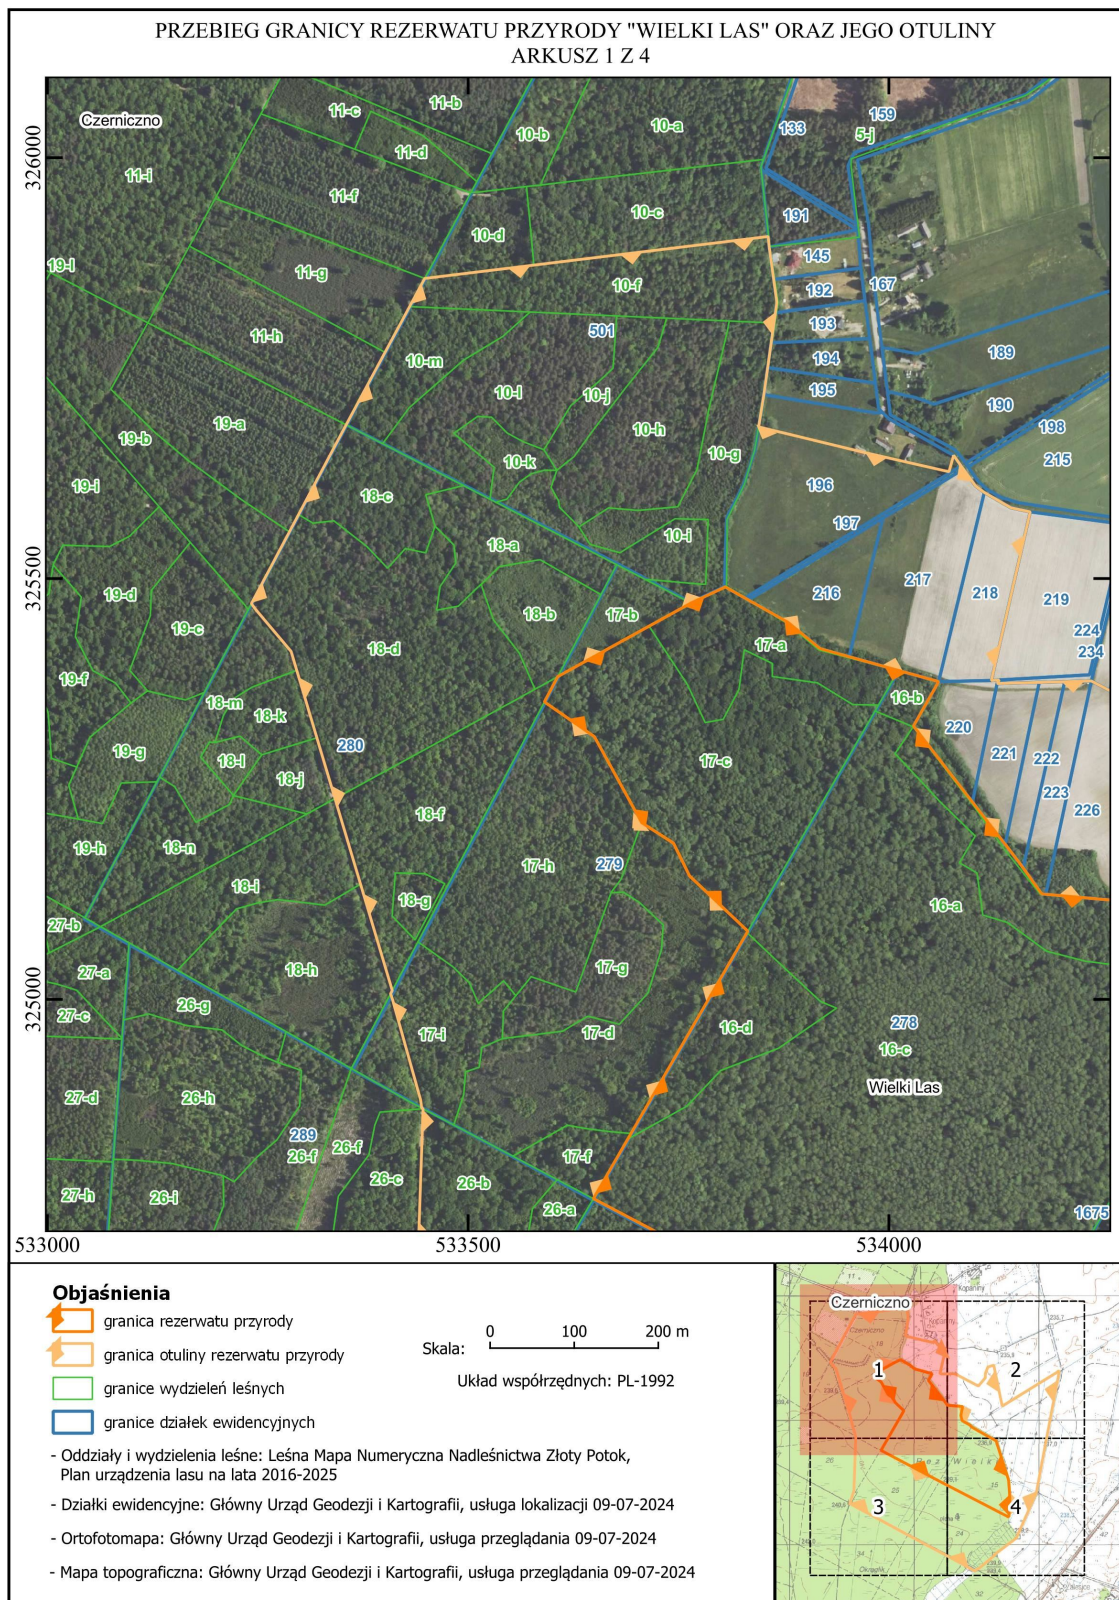 PRZEBIEG GRANICY REZERWATU PRZYRODY "WIELKI LAS" ORAZ JEGO OTULINY
ARKUSZ 1 Z 4
Czerniczno
11-b
11-c
11-d
10-b
10-a
133
159
5-j
326000
11-i
11-f
10-c
191
10-d
145
19-l
11-g
10-f
192
167
501
193
11-h
10-m
194
189
10-l
10-j
195
190
19-a
10-h
198
19-b
10-k
10-g
215
19-i
18-c
196
197
10-i
18-a
325500
19-d
18-b
17-b
216
217
218
219
19-c
224
18-d
17-a
234
19-f
18-m
16-b
18-k
280
220
19-g
18-l
17-c
221
222
18-j
223
18-f
226
19-h
18-n
17-h
279
18-i
18-g
16-a
27-b
27-a
18-h
17-g
325000
26-g
27-c
17-i
17-d
16-d
278
16-c
Wielki Las
27-d
26-h
289
26-f
26-f
17-f
26-c
26-b
27-h
26-i
26-a
1675
533000
533500
534000
Objaśnienia
granica rezerwatu przyrody
granica otuliny rezerwatu przyrody
granice wydzieleń leśnych
granice działek ewidencyjnych
Skala:
0 100 200 m
Układ współrzędnych: PL-1992
- Oddziały i wydzielenia leśne: Leśna Mapa Numeryczna Nadleśnictwa Złoty Potok,
Plan urządzenia lasu na lata 2016-2025
- Działki ewidencyjne: Główny Urząd Geodezji i Kartografii, usługa lokalizacji 09-07-2024
- Ortofotomapa: Główny Urząd Geodezji i Kartografii, usługa przeglądania 09-07-2024
- Mapa topograficzna: Główny Urząd Geodezji i Kartografii, usługa przeglądania 09-07-2024
Czerniczno
1
2
3
4